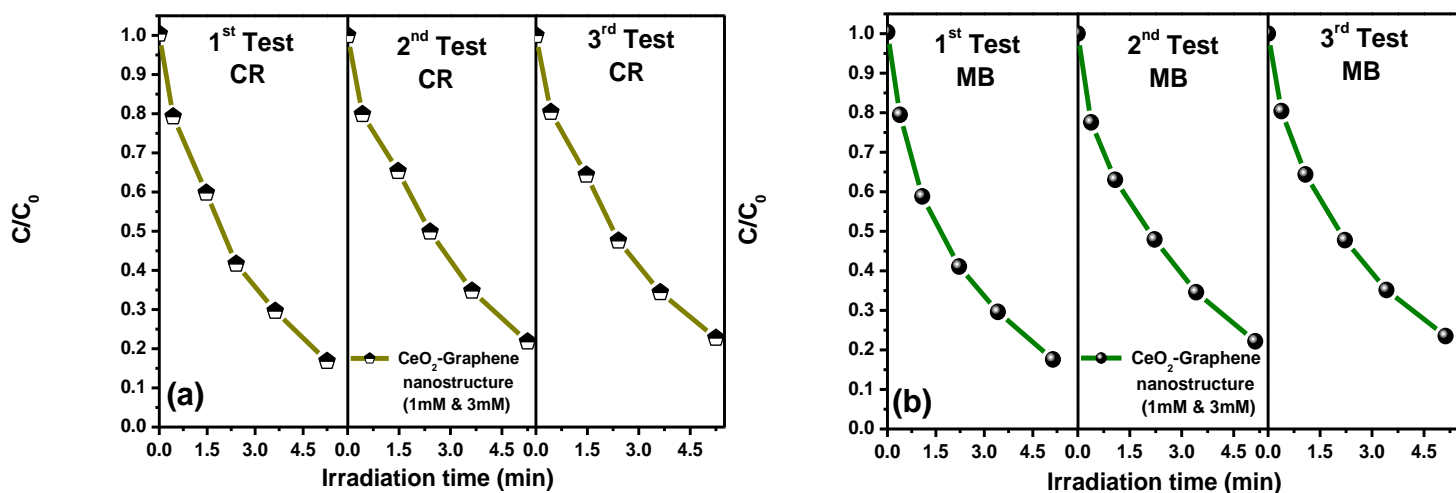 1st Test
CR
2nd Test
CR
3rd Test
CR
1.0
0.9
0.8
0.7
0.6
0.5
0.4
0.3
0.2
0.1
0.0
C/C0
CeO2-Graphene
nanostructure
(1mM & 3mM)
(a)
0.0 1.5 3.0 4.5 0.0 1.5 3.0 4.5 0.0 1.5 3.0 4.5
Irradiation time (min)
1st Test
MB
2nd Test
MB
3rd Test
MB
1.0
0.9
0.8
0.7
0.6
0.5
0.4
0.3
0.2
0.1
0.0
C/C0
CeO2-Graphene
nanostructure
(1mM & 3mM)
(b)
0.0 1.5 3.0 4.5 0.0 1.5 3.0 4.5 0.0 1.5 3.0 4.5
Irradiation time (min)